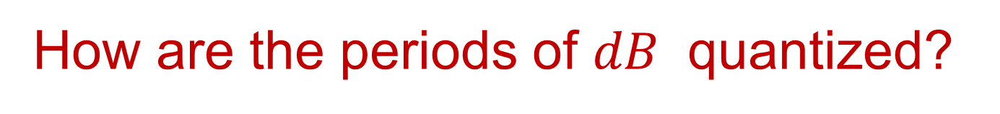 How are the periods of dB quantized?